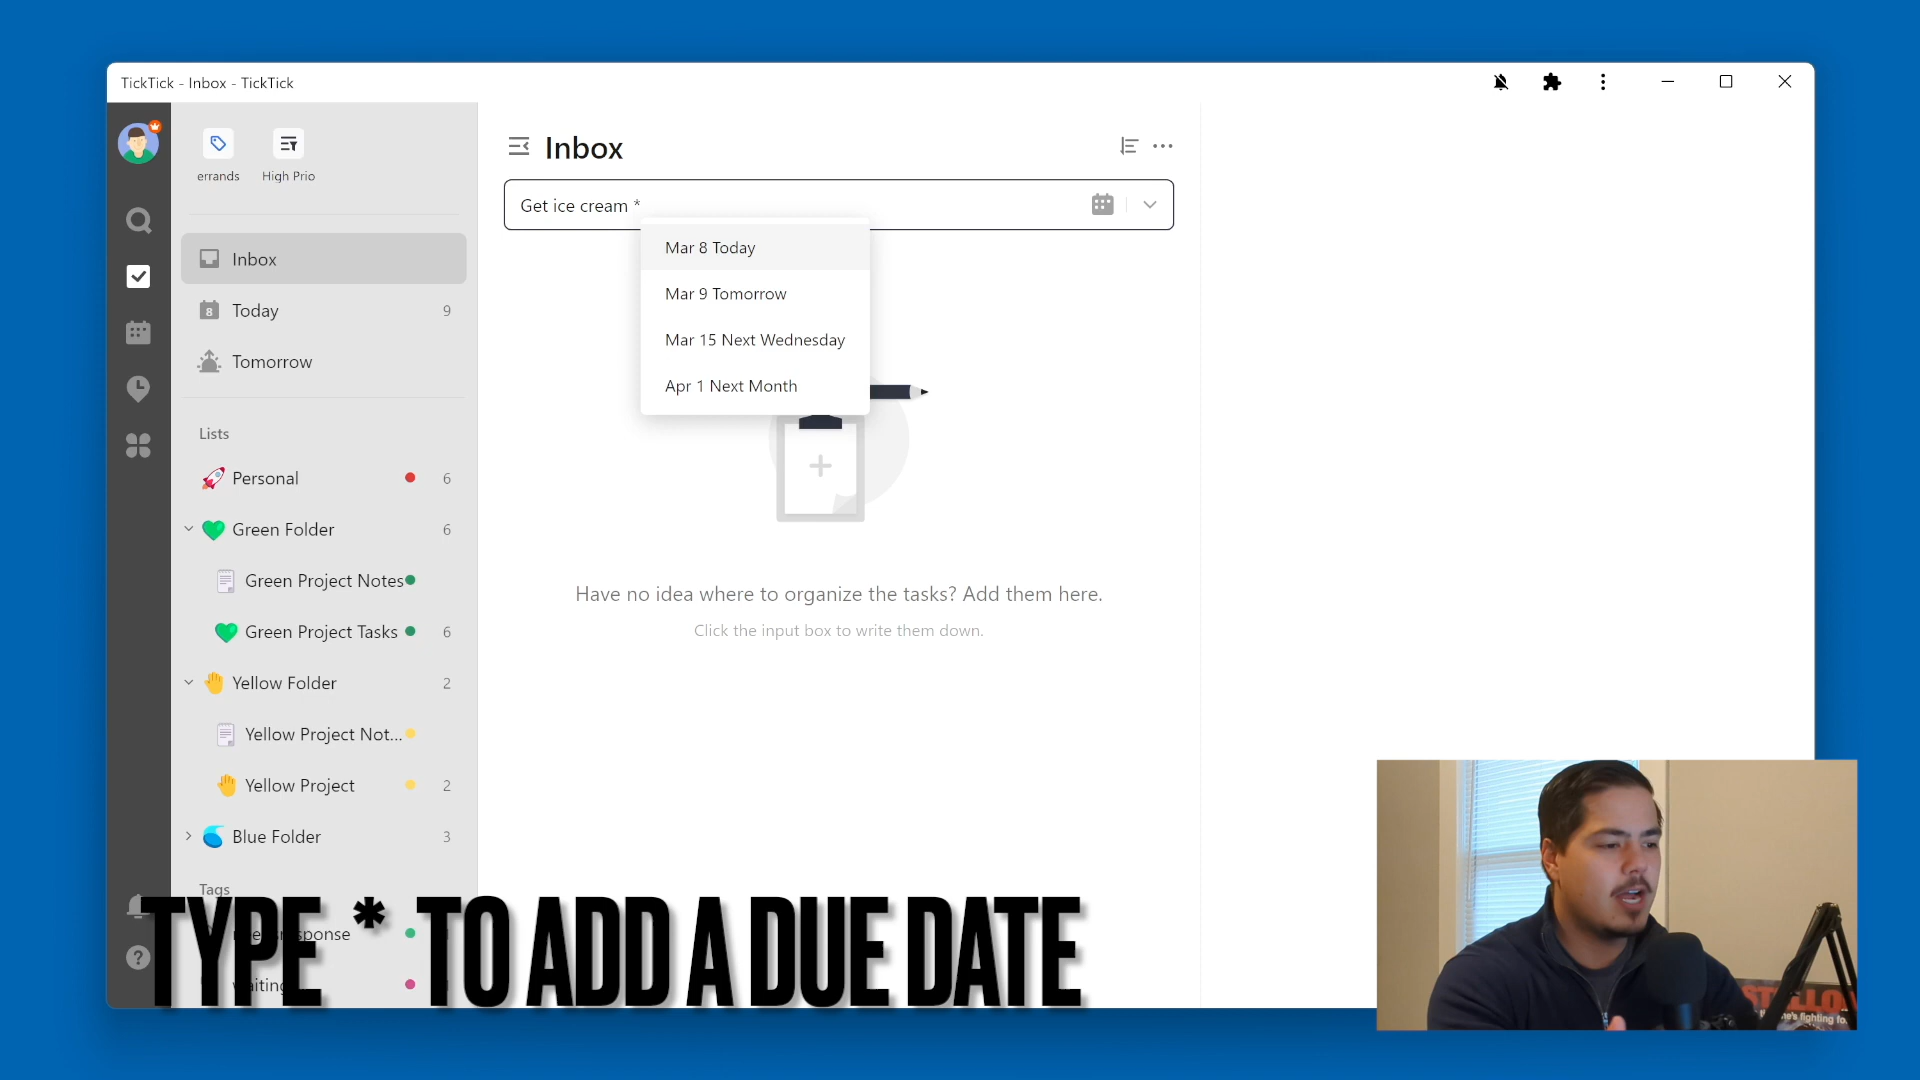 TickTick - Inbox - TickTick
errands
High Prio
Inbox
Today 9
Tomorrow
Lists
Personal 6
Green Folder 6
Green Project Notes
Green Project Tasks 6
Yellow Folder 2
Yellow Project Not...
Yellow Project 2
Blue Folder 3
Tags
Inbox
Get ice cream *
Mar 8 Today
Mar 9 Tomorrow
Mar 15 Next Wednesday
Apr 1 Next Month
Have no idea where to organize the tasks? Add them here.
Click the input box to write them down.
TYPE * TO ADD A DUE DATE